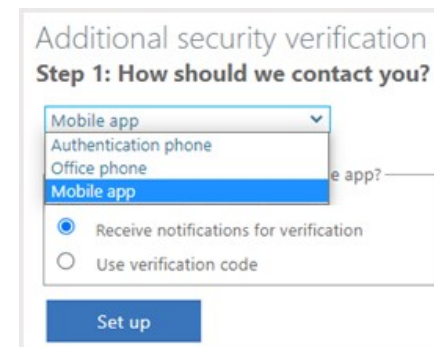 Additional security verification
Step 1: How should we contact you?
Mobile app
Authentication phone
Office phone
Mobile app
e app?
Receive notifications for verification
Use verification code
Set up